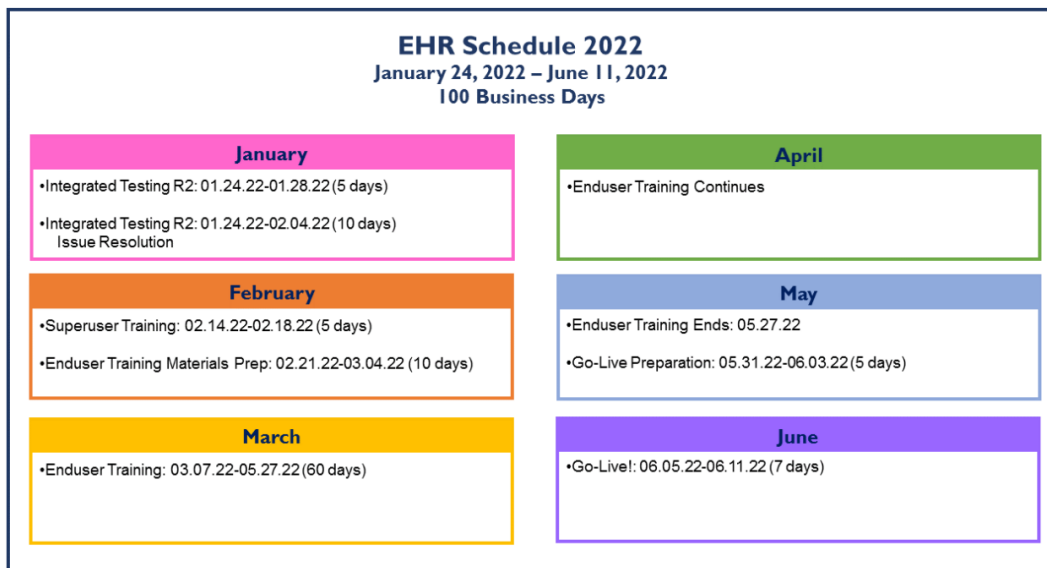 EHR Schedule 2022
January 24, 2022 – June 11, 2022
100 Business Days
January
•Integrated Testing R2: 01.24.22-01.28.22 (5 days)
•Integrated Testing R2: 01.24.22-02.04.22 (10 days)
Issue Resolution
February
•Superuser Training: 02.14.22-02.18.22 (5 days)
•Enduser Training Materials Prep: 02.21.22-03.04.22 (10 days)
March
•Enduser Training: 03.07.22-05.27.22 (60 days)
April
•Enduser Training Continues
May
•Enduser Training Ends: 05.27.22
•Go-Live Preparation: 05.31.22-06.03.22 (5 days)
June
•Go-Live!: 06.05.22-06.11.22 (7 days)